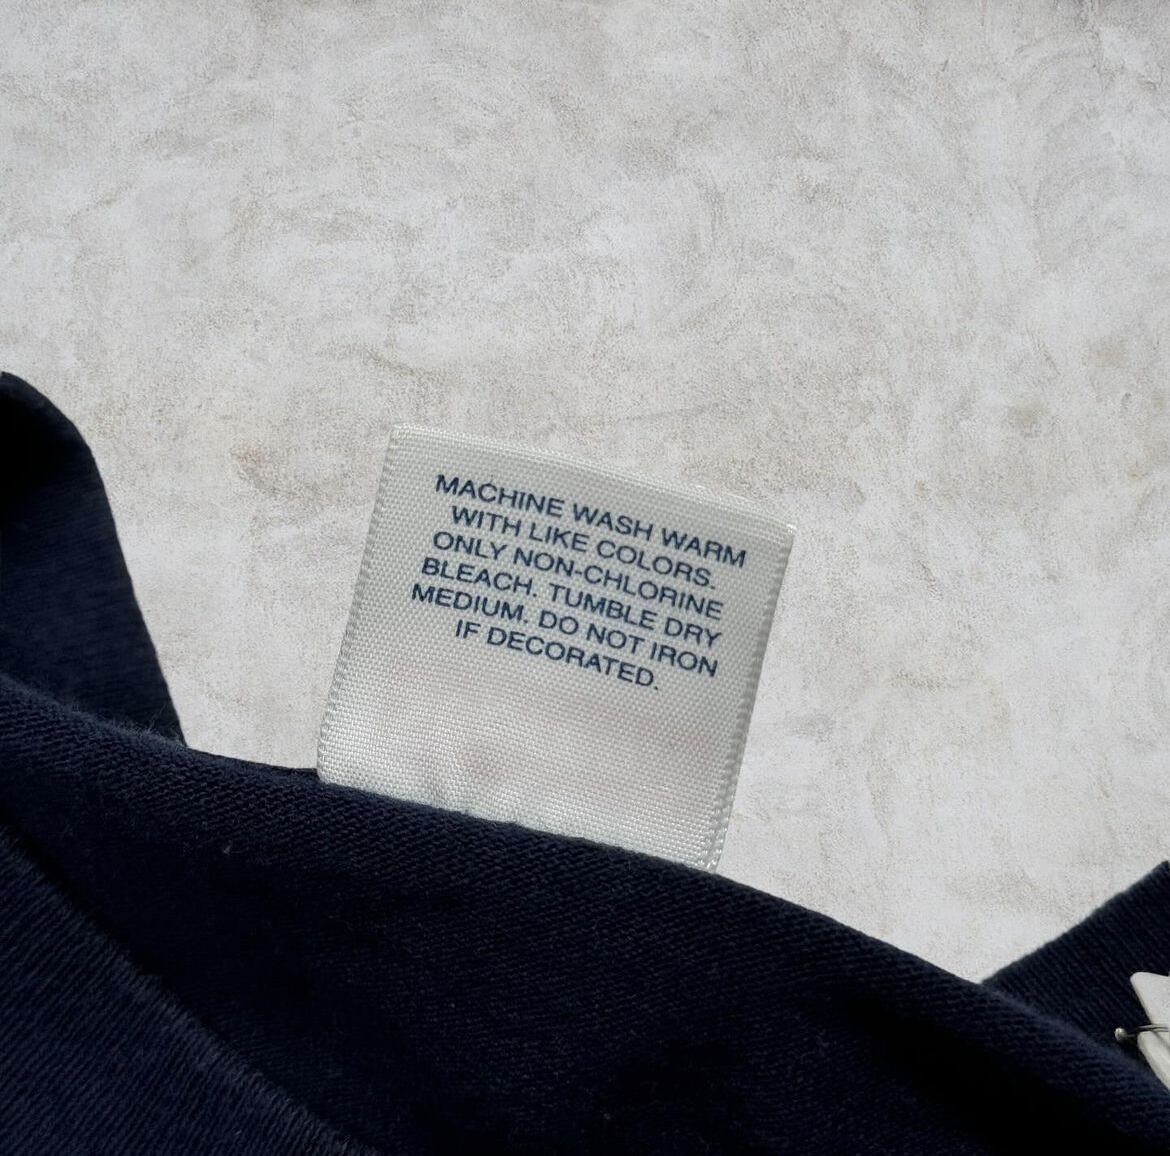 MACHINE WASH WARM
WITH LIKE COLORS.
ONLY NON-CHLORINE
BLEACH. TUMBLE DRY
MEDIUM. DO NOT IRON
IF DECORATED.